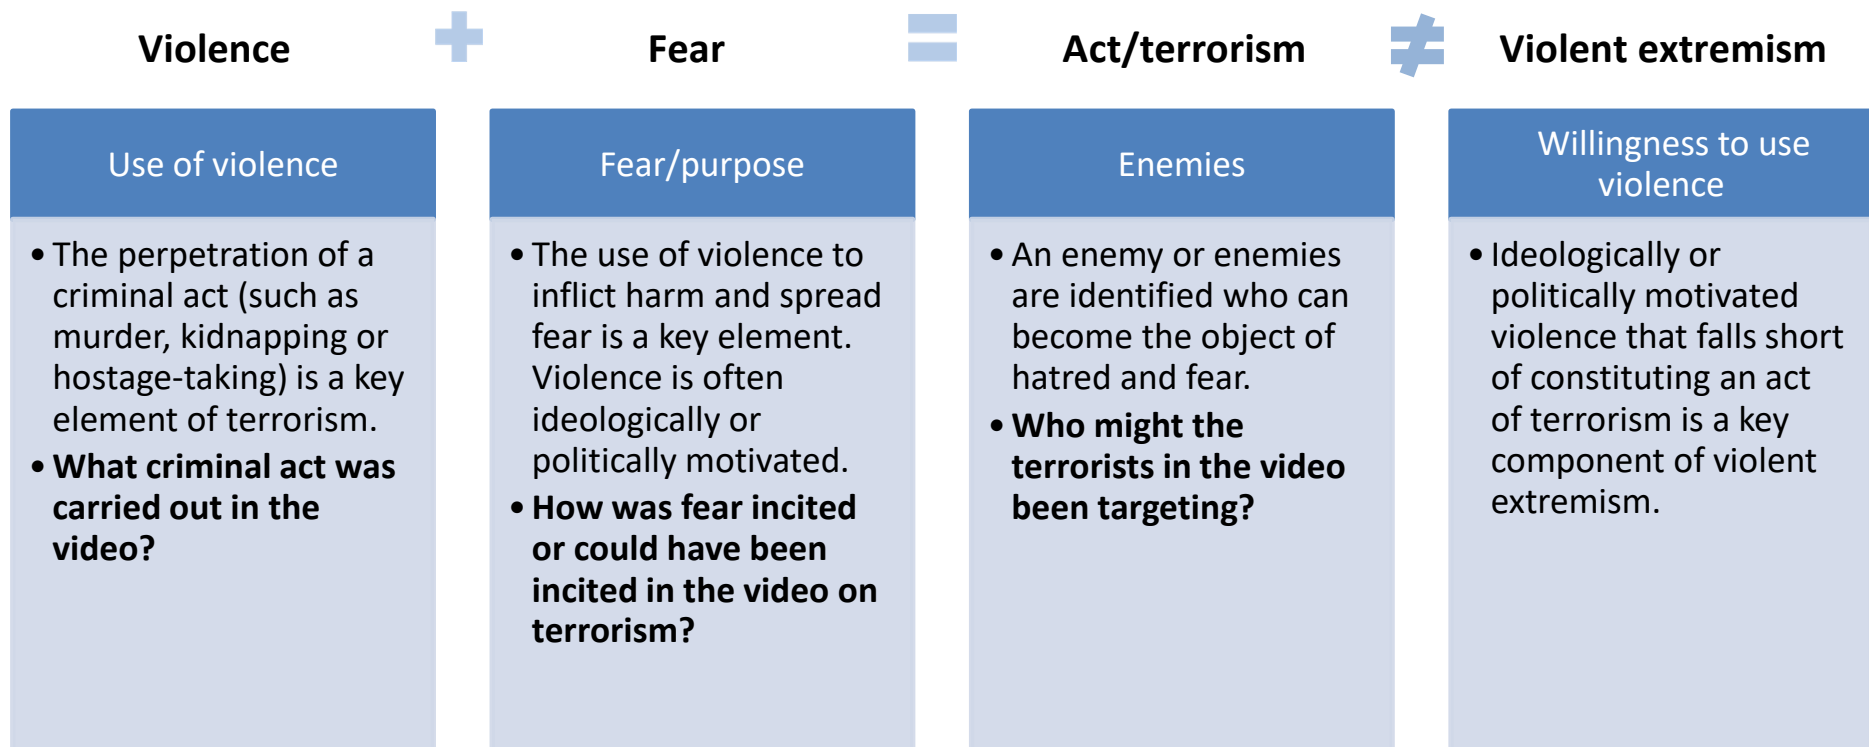 Violence + Fear = Act/terrorism ≠ Violent extremism
Use of violence
• The perpetration of a
criminal act (such as
murder, kidnapping or
hostage-taking) is a key
element of terrorism.
• What criminal act was
carried out in the
video?
Fear/purpose
• The use of violence to
inflict harm and spread
fear is a key element.
Violence is often
ideologically or
politically motivated.
• How was fear incited
or could have been
incited in the video on
terrorism?
Enemies
• An enemy or enemies
are identified who can
become the object of
hatred and fear.
• Who might the
terrorists in the video
been targeting?
Willingness to use
violence
• Ideologically or
politically motivated
violence that falls short
of constituting an act
of terrorism is a key
component of violent
extremism.